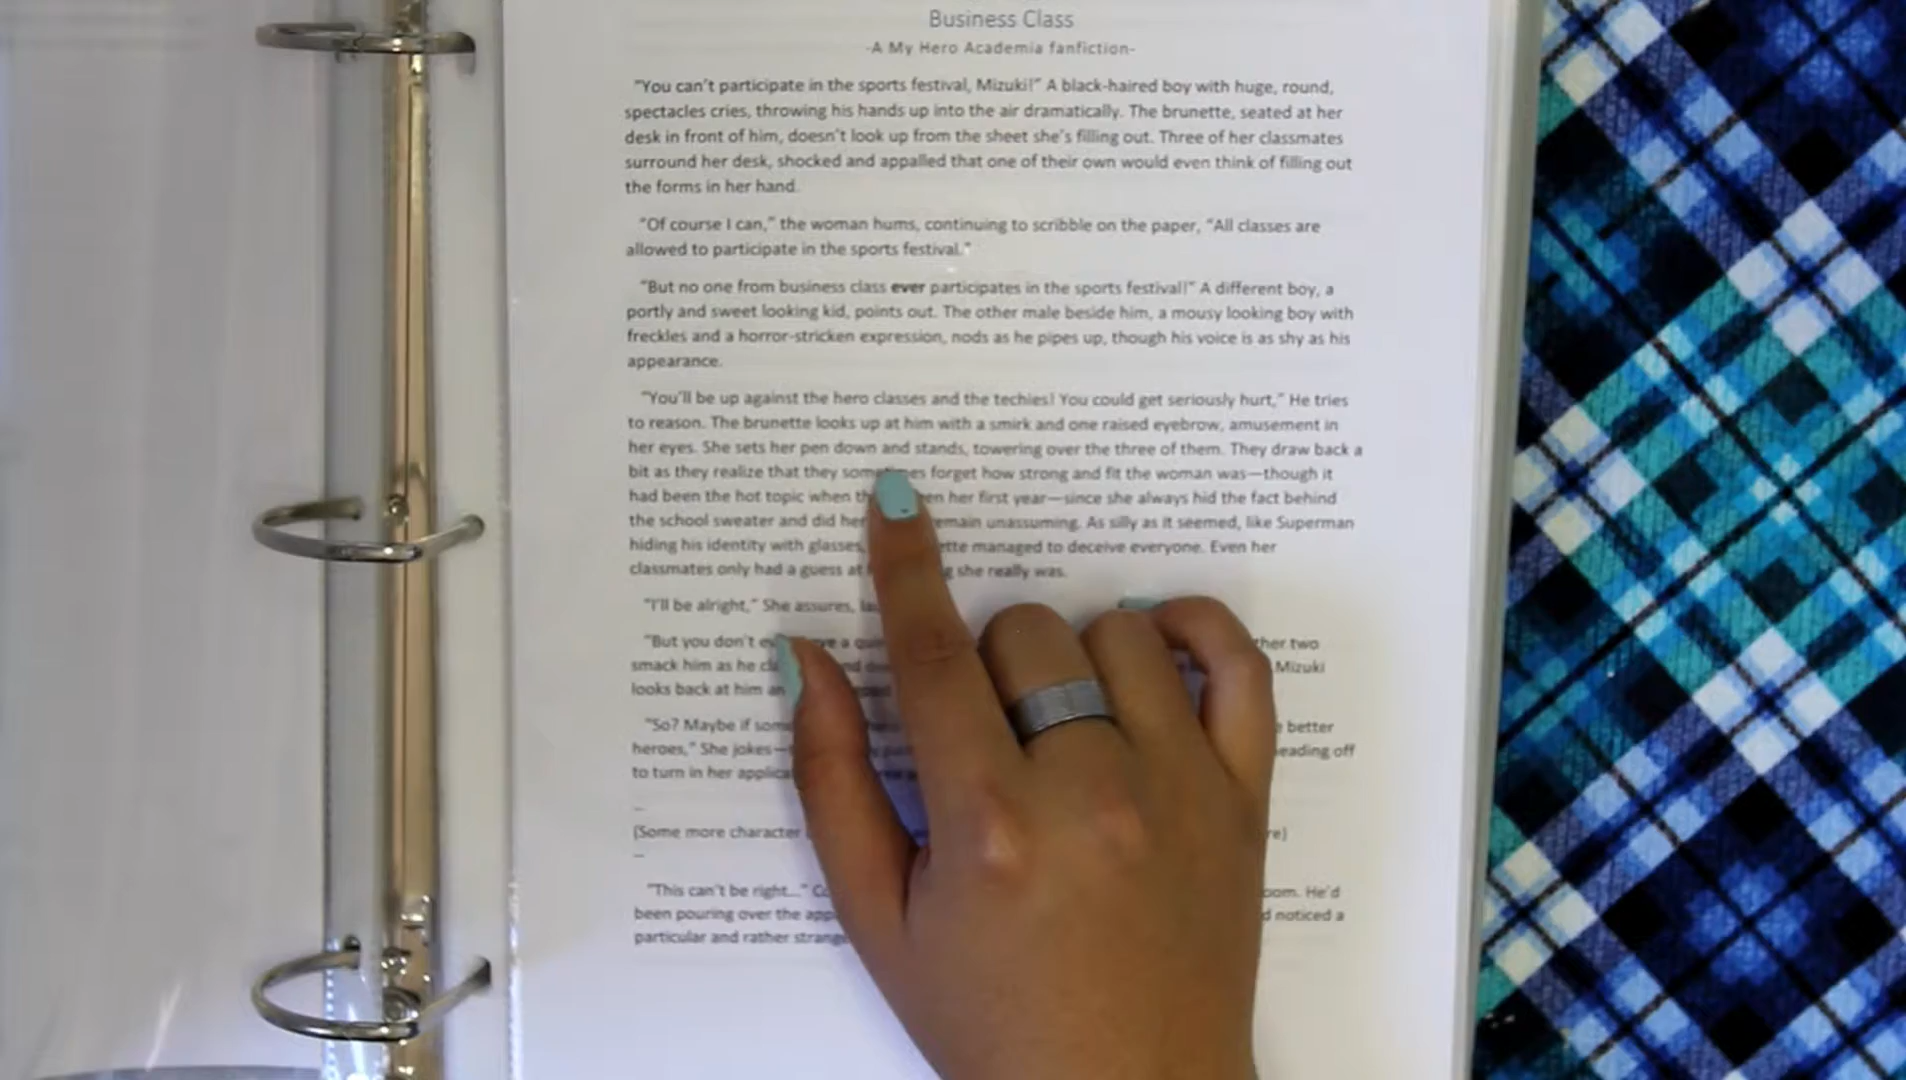 Business Class
-A My Hero Academia fanfiction-
"You can't participate in the sports festival, Mizuki!" A black-haired boy with huge, round,
spectacles cries, throwing his hands up into the air dramatically. The brunette, seated at her
desk in front of him, doesn't look up from the sheet she's filling out. Three of her classmates
surround her desk, shocked and appalled that one of their own would even think of filling out
the forms in her hand.
"Of course I can," the woman hums, continuing to scribble on the paper, "All classes are
allowed to participate in the sports festival."
"But no one from business class ever participates in the sports festival!" A different boy, a
portly and sweet looking kid, points out. The other male beside him, a mousy looking boy with
freckles and a horror-stricken expression, nods as he pipes up, though his voice is as shy as his
appearance.
"You'll be up against the hero classes and the techies! You could get seriously hurt," He tries
to reason. The brunette looks up at him with a smirk and one raised eyebrow, amusement in
her eyes. She sets her pen down and stands, towering over the three of them. They draw back a
bit as they realize that they sometimes forget how strong and fit the woman was—though it
had been the hot topic when her first year—since she always hid the fact behind
the school sweater and did her remain unassuming. As silly as it seemed, like Superman
hiding his identity with glasses, managed to deceive everyone. Even her
classmates only had a guess at she really was.
"I'll be alright," She assures,
"But you don't a two
smack him as he Mizuki
looks back at him
"So? Maybe if better
heroes," She jokes— heading off
to turn in her
—
(Some more character
—
"This can't be right..." He'd
been pouring over the noticed a
particular and rather